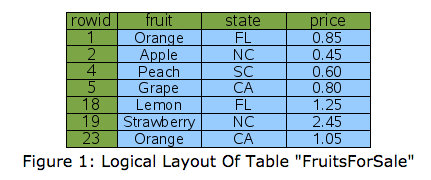 rowid fruit state price
1 Orange FL 0.85
2 Apple NC 0.45
4 Peach SC 0.60
5 Grape CA 0.80
18 Lemon FL 1.25
19 Strawberry NC 2.45
23 Orange CA 1.05
Figure 1: Logical Layout Of Table "FruitsForSale"